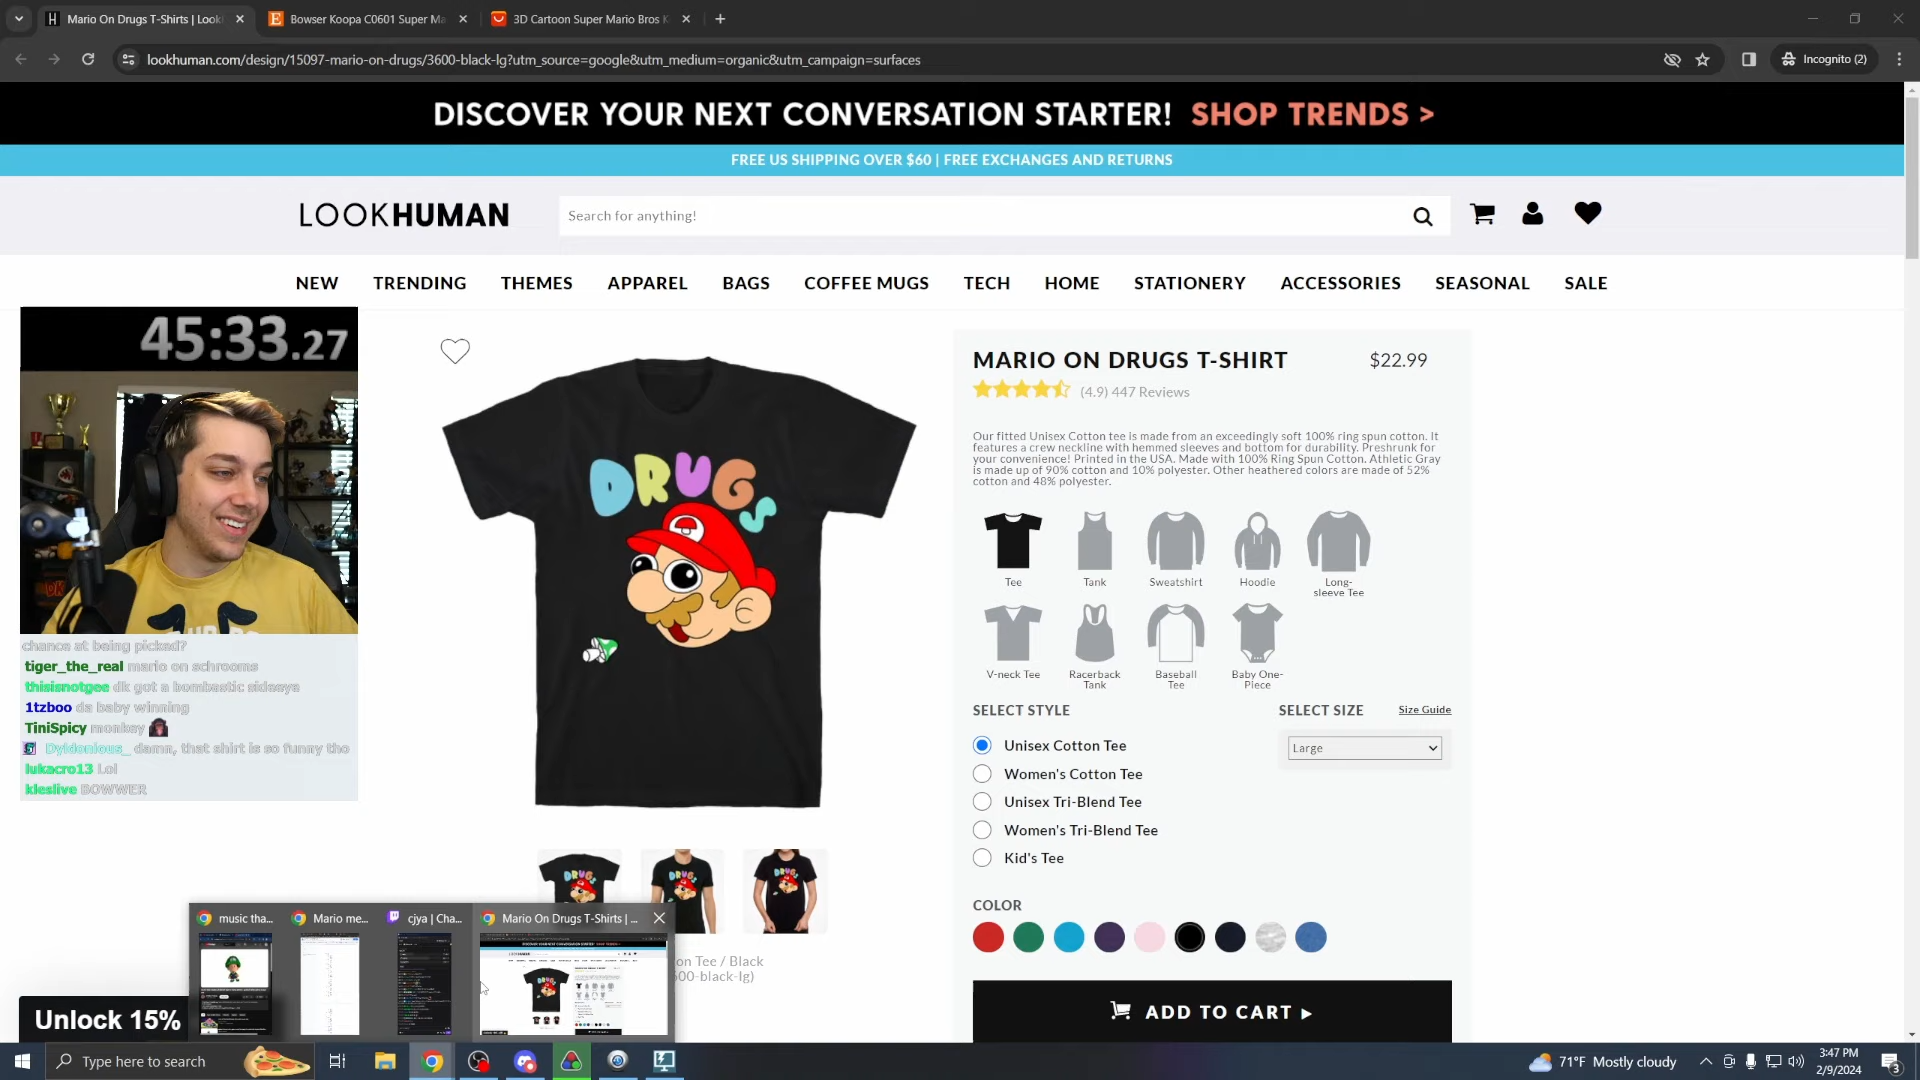 Mario On Drugs T-Shirts | Look
Bowser Koopa C0601 Super Ma
3D Cartoon Super Mario Bros K
lookhuman.com/design/15097-mario-on-drugs/3600-black-lg?utm_source=google&utm_medium=organic&utm_campaign=surfaces
Incognito (2)
DISCOVER YOUR NEXT CONVERSATION STARTER! SHOP TRENDS >
FREE US SHIPPING OVER $60 | FREE EXCHANGES AND RETURNS
LOOKHUMAN
Search for anything!
NEW
TRENDING
THEMES
APPAREL
BAGS
COFFEE MUGS
TECH
HOME
STATIONERY
ACCESSORIES
SEASONAL
SALE
45:33.27
chance at being picked?
tiger_the_real mario on schrooms
thisisnotgee dk got a bombastic sideeye
1tzboo da baby winning
TiniSpicy monkey
Dyldonious_ damn, that shirt is so funny tho
lukacro13 Lol
kleslive BOWWER
DRUGS
MARIO ON DRUGS T-SHIRT
$22.99
(4.9) 447 Reviews
Our fitted Unisex Cotton tee is made from an exceedingly soft 100% ring spun cotton. It
features a crew neckline with hemmed sleeves and bottom for durability. Preshrunk for
your convenience! Printed in the USA. Made with 100% Ring Spun Cotton. Athletic Gray
is made up of 90% cotton and 10% polyester. Other heathered colors are made of 52%
cotton and 48% polyester.
Tee
Tank
Sweatshirt
Hoodie
Long-
sleeve Tee
V-neck Tee
Racerback
Tank
Baseball
Tee
Baby One-
Piece
SELECT STYLE
Unisex Cotton Tee
Women's Cotton Tee
Unisex Tri-Blend Tee
Women's Tri-Blend Tee
Kid's Tee
SELECT SIZE
Size Guide
Large
COLOR
ADD TO CART
on Tee / Black
600-black-lg)
music tha...
Mario me...
cjya | Cha...
Mario On Drugs T-Shirts | ...
Unlock 15%
Type here to search
71°F Mostly cloudy
3:47 PM
2/9/2024
3